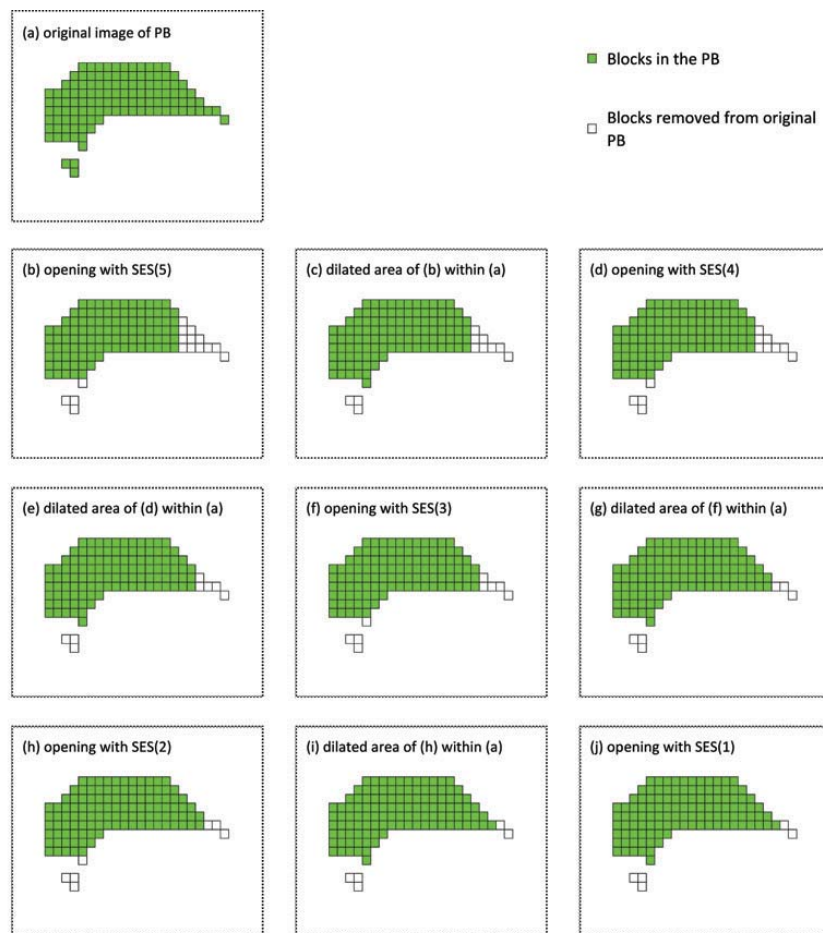 (a) original image of PB
Blocks in the PB
Blocks removed from original
PB
(b) opening with SES(5)
(c) dilated area of (b) within (a)
(d) opening with SES(4)
(e) dilated area of (d) within (a)
(f) opening with SES(3)
(g) dilated area of (f) within (a)
(h) opening with SES(2)
(i) dilated area of (h) within (a)
(j) opening with SES(1)